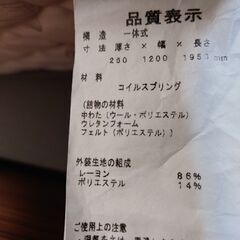 品質表示
構造 一体式
寸法 厚さ × 幅 × 長さ
260 1200 1951 mm
材料
コイルスプリング
(詰物の材料)
中わた(ウール・ポリエステル)
ウレタンフォーム
フェルト(ポリエステル)
外装生地の組成
レーヨン 86%
ポリエステル 14%
ご使用上の注意